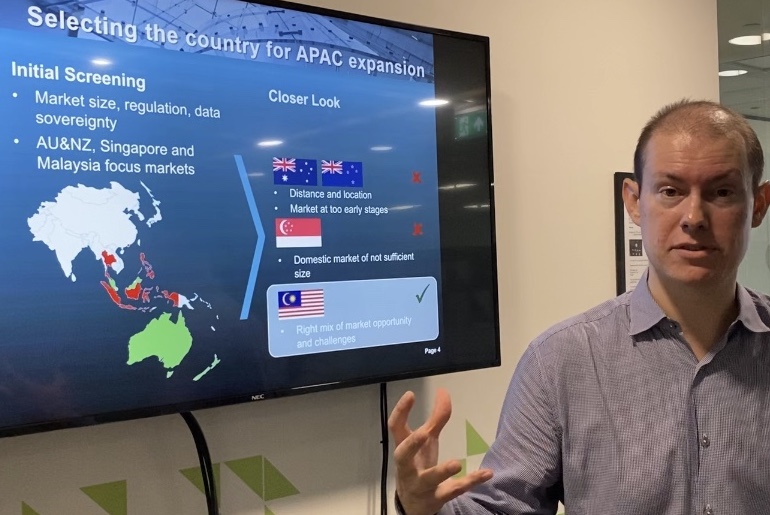 Selecting the country for APAC expansion
Initial Screening
• Market size, regulation, data
sovereignty
• AU&NZ, Singapore and
Malaysia focus markets
Closer Look
• Distance and location
• Market at too early stages
• Domestic market of not sufficient
size
• Right mix of market opportunity
and challenges
Page 4
NEC